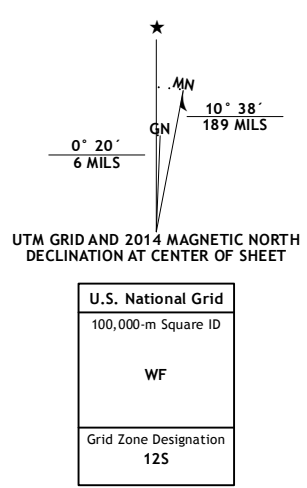 ★
MN
GN
10° 38´
189 MILS
0° 20´
6 MILS
UTM GRID AND 2014 MAGNETIC NORTH
DECLINATION AT CENTER OF SHEET
U.S. National Grid
100,000-m Square ID
WF
Grid Zone Designation
12S